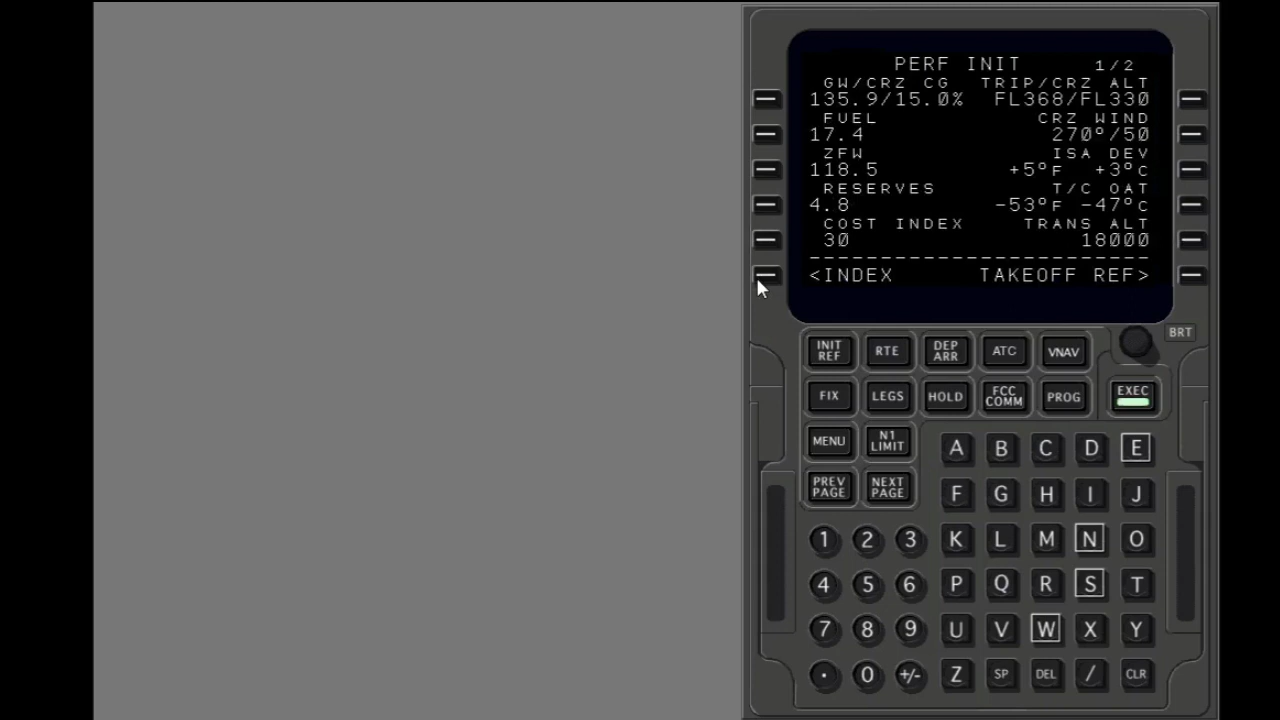 PERF INIT 1/2
GW/CRZ CG TRIP/CRZ ALT
135.9/15.0% FL368/FL330
FUEL CRZ WIND
17.4 270°/50
ZFW ISA DEV
118.5 +5°F +3°C
RESERVES T/C OAT
4.8 -53°F -47°C
COST INDEX TRANS ALT
30 18000
------------------------
<INDEX TAKEOFF REF>
BRT
INIT REF RTE DEP ARR ATC VNAV
FIX LEGS HOLD FCC COMM PROG EXEC
MENU N1 LIMIT
A B C D E
PREV PAGE NEXT PAGE
F G H I J
1 2 3 K L M N O
4 5 6 P Q R S T
7 8 9 U V W X Y
. 0 +/- Z SP DEL / CLR